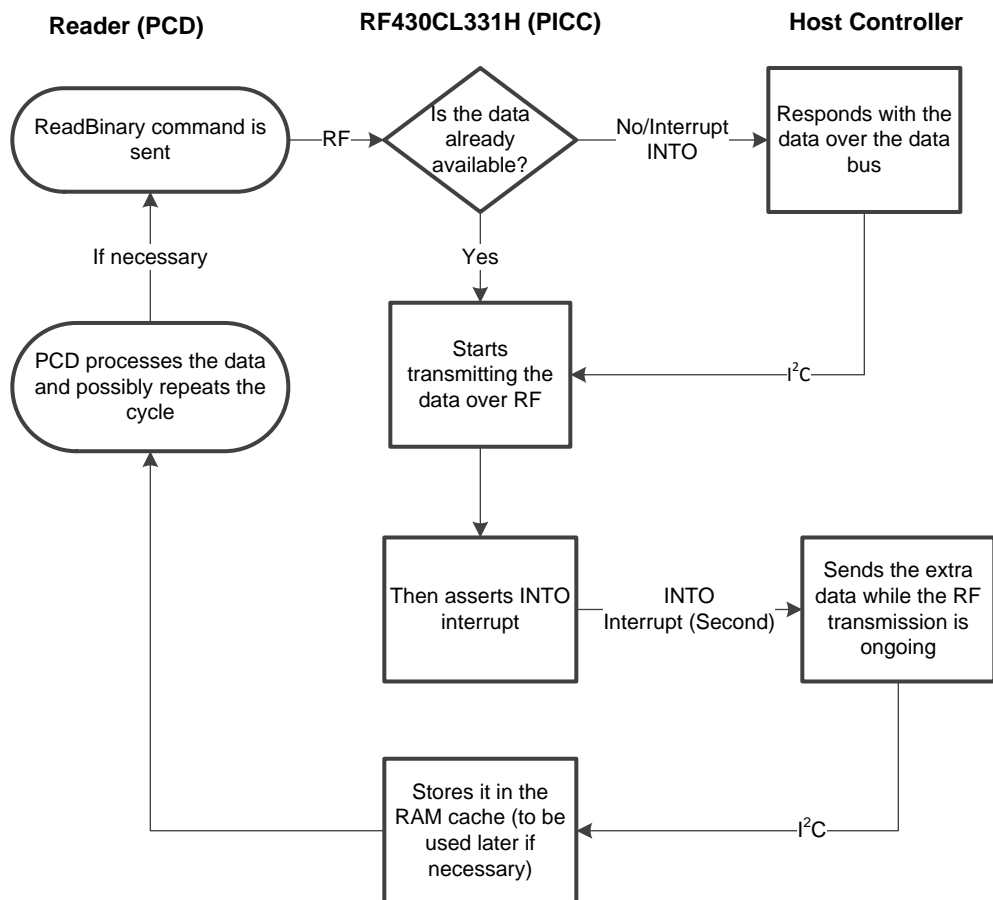 Reader (PCD)
RF430CL331H (PICC)
Host Controller
ReadBinary command is
sent
RF
Is the data
already
available?
No/Interrupt
INTO
Responds with the
data over the data
bus
If necessary
Yes
PCD processes the data
and possibly repeats the
cycle
Starts
transmitting the
data over RF
I²C
Then asserts INTO
interrupt
INTO
Interrupt (Second)
Sends the extra
data while the RF
transmission is
ongoing
Stores it in the
RAM cache (to be
used later if
necessary)
I²C